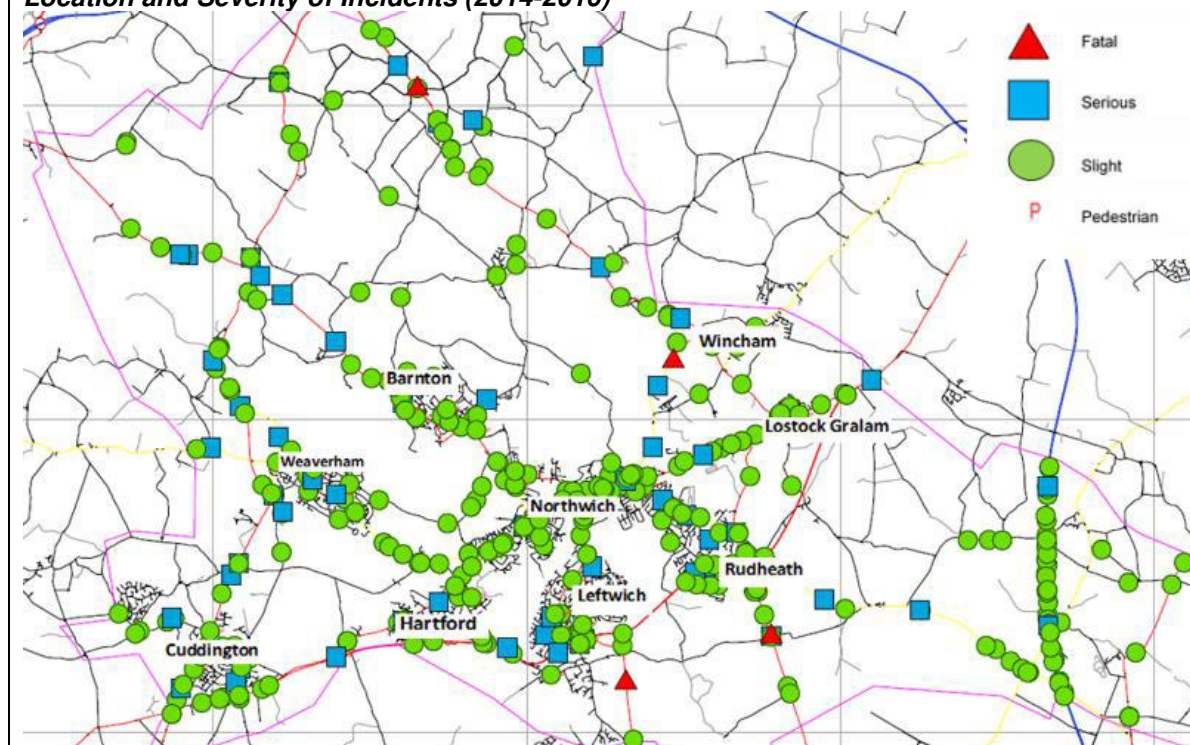 Location and Severity of Incidents (2014-2016)
Fatal
Serious
Slight
P Pedestrian
Wincham
Barnton
Lostock Gralam
Weaverham
Northwich
Rudheath
Leftwich
Hartford
Cuddington